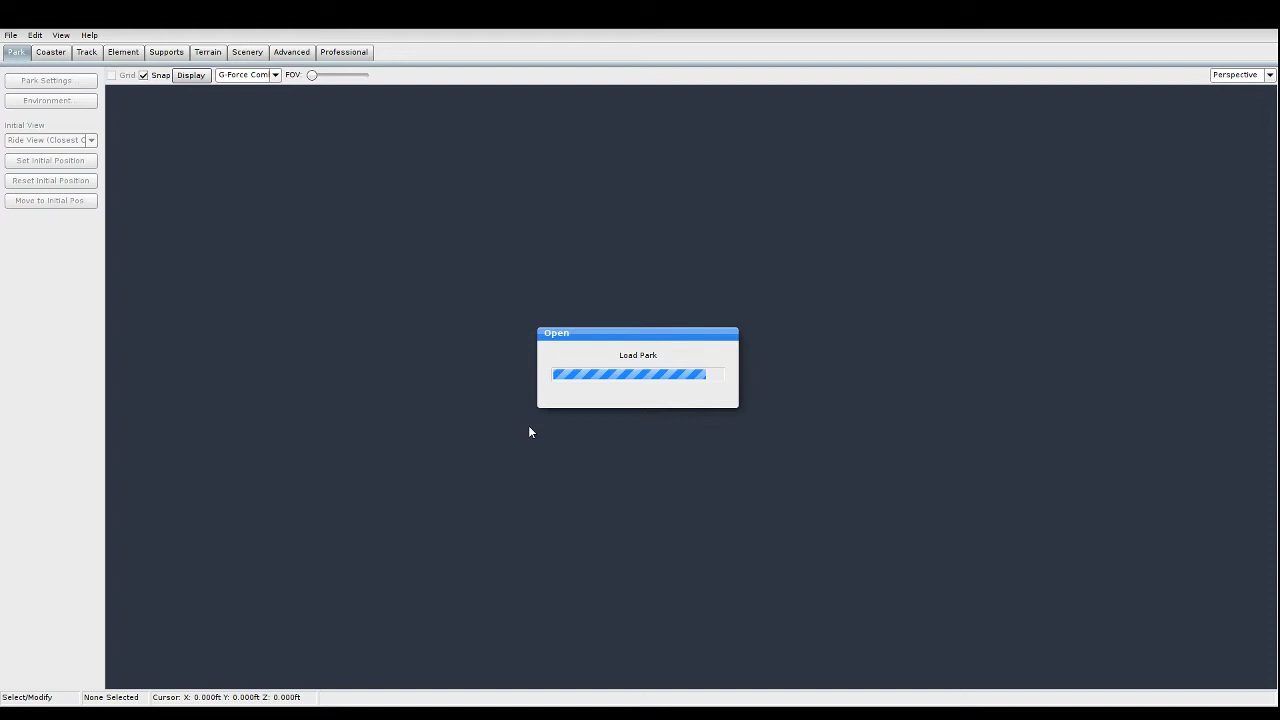 File Edit View Help
Park Coaster Track Element Supports Terrain Scenery Advanced Professional
Grid Snap Display G-Force Com FOV: Perspective
Park Settings
Environment
Initial View
Ride View (Closest C
Set Initial Position
Reset Initial Position
Move to Initial Pos
Open
Load Park
Select/Modify None Selected Cursor: X: 0.000ft Y: 0.000ft Z: 0.000ft